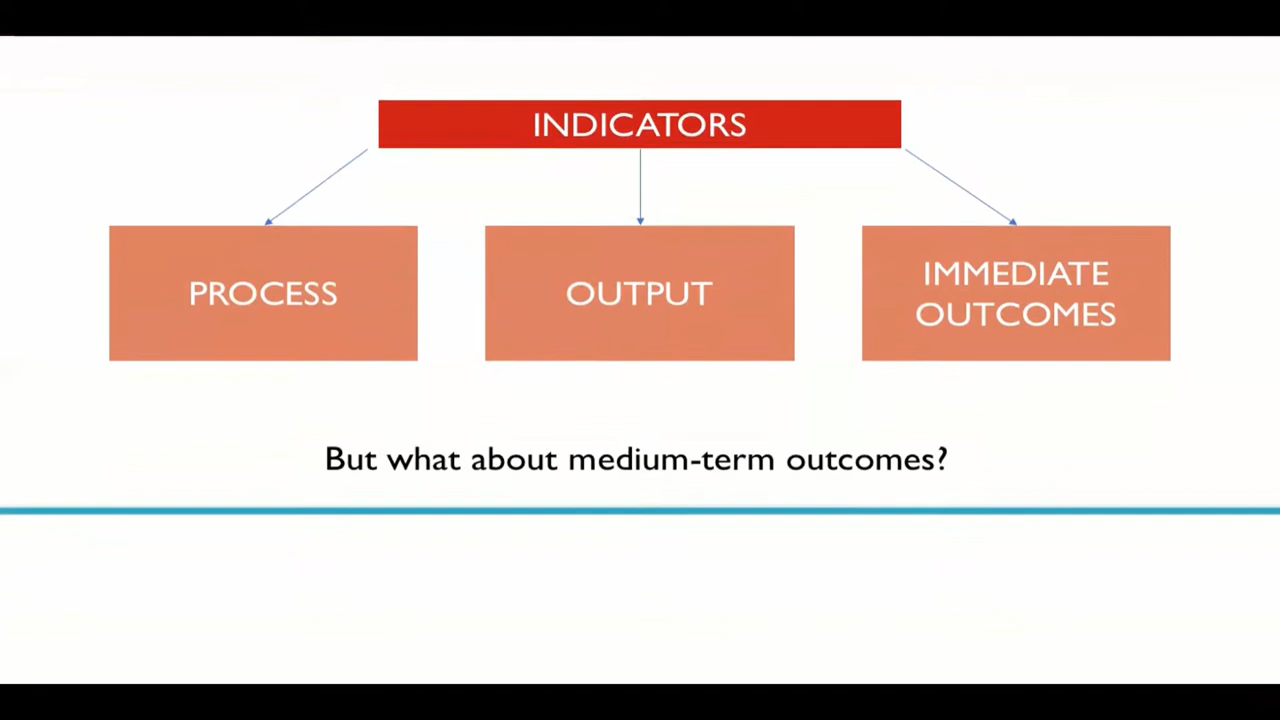 INDICATORS
PROCESS
OUTPUT
IMMEDIATE
OUTCOMES
But what about medium-term outcomes?